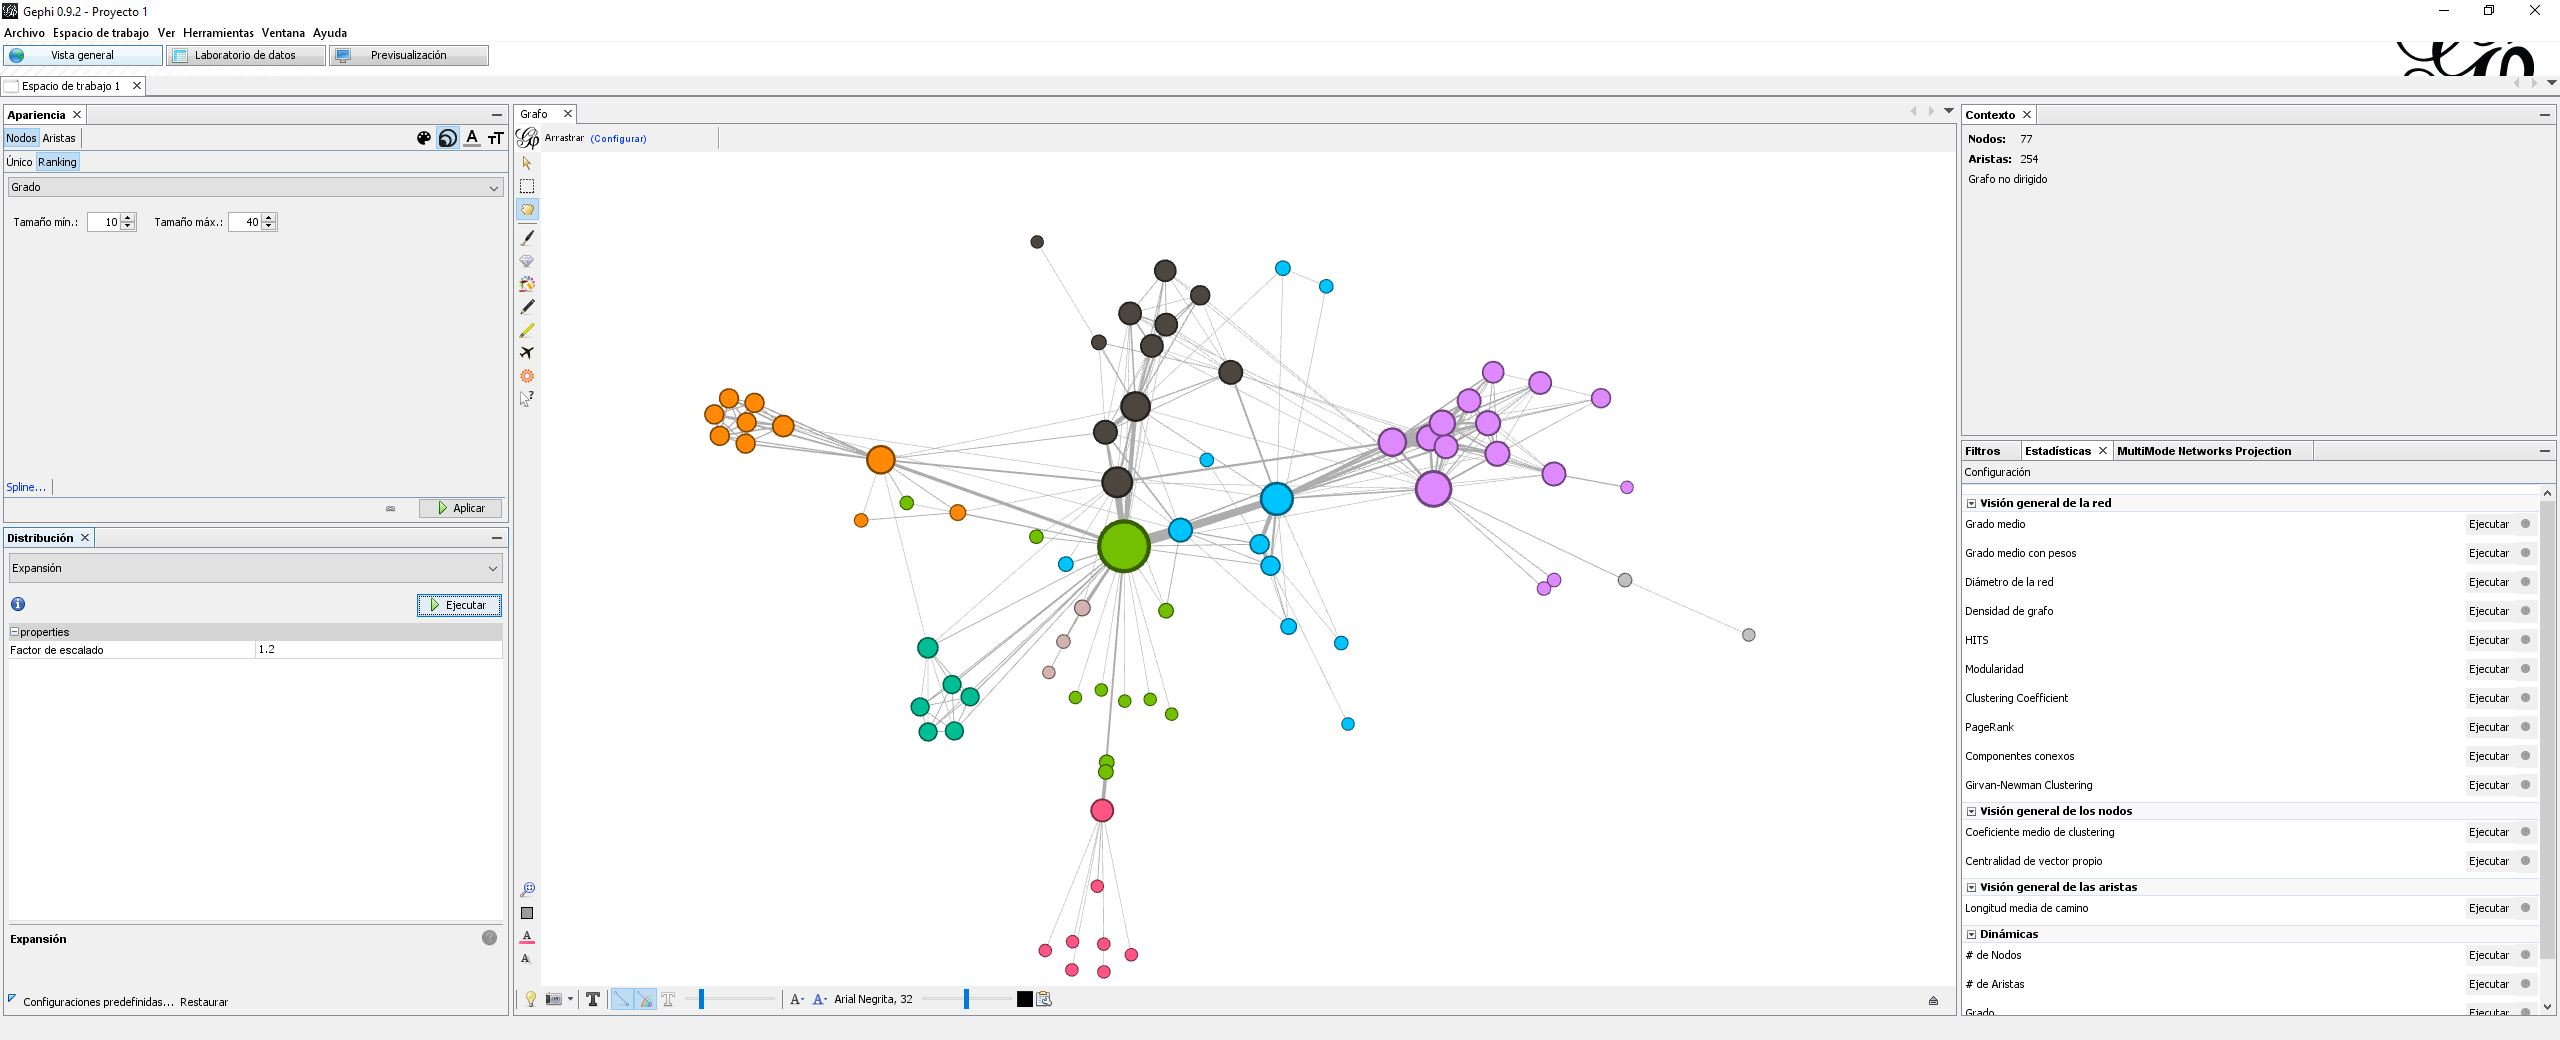 Gephi 0.9.2 - Proyecto 1
Archivo Espacio de trabajo Ver Herramientas Ventana Ayuda
Vista general Laboratorio de datos Previsualización
Espacio de trabajo 1
Apariencia
Nodos Aristas
Único Ranking
Grado
Tamaño mín.: 10 Tamaño máx.: 40
Spline...
Aplicar
Distribución
Expansión
Ejecutar
properties
Factor de escalado 1.2
Expansión
Configuraciones predefinidas... Restaurar
Grafo
Arrastrar (Configurar)
Arial Negrita, 32
Contexto
Nodos: 77
Aristas: 254
Grafo no dirigido
Filtros Estadísticas MultiMode Networks Projection
Configuración
Visión general de la red
Grado medio Ejecutar
Grado medio con pesos Ejecutar
Diámetro de la red Ejecutar
Densidad de grafo Ejecutar
HITS Ejecutar
Modularidad Ejecutar
Clustering Coefficient Ejecutar
PageRank Ejecutar
Componentes conexos Ejecutar
Girvan-Newman Clustering Ejecutar
Visión general de los nodos
Coeficiente medio de clustering Ejecutar
Centralidad de vector propio Ejecutar
Visión general de las aristas
Longitud media de camino Ejecutar
Dinámicas
# de Nodos Ejecutar
# de Aristas Ejecutar
Grado Ejecutar